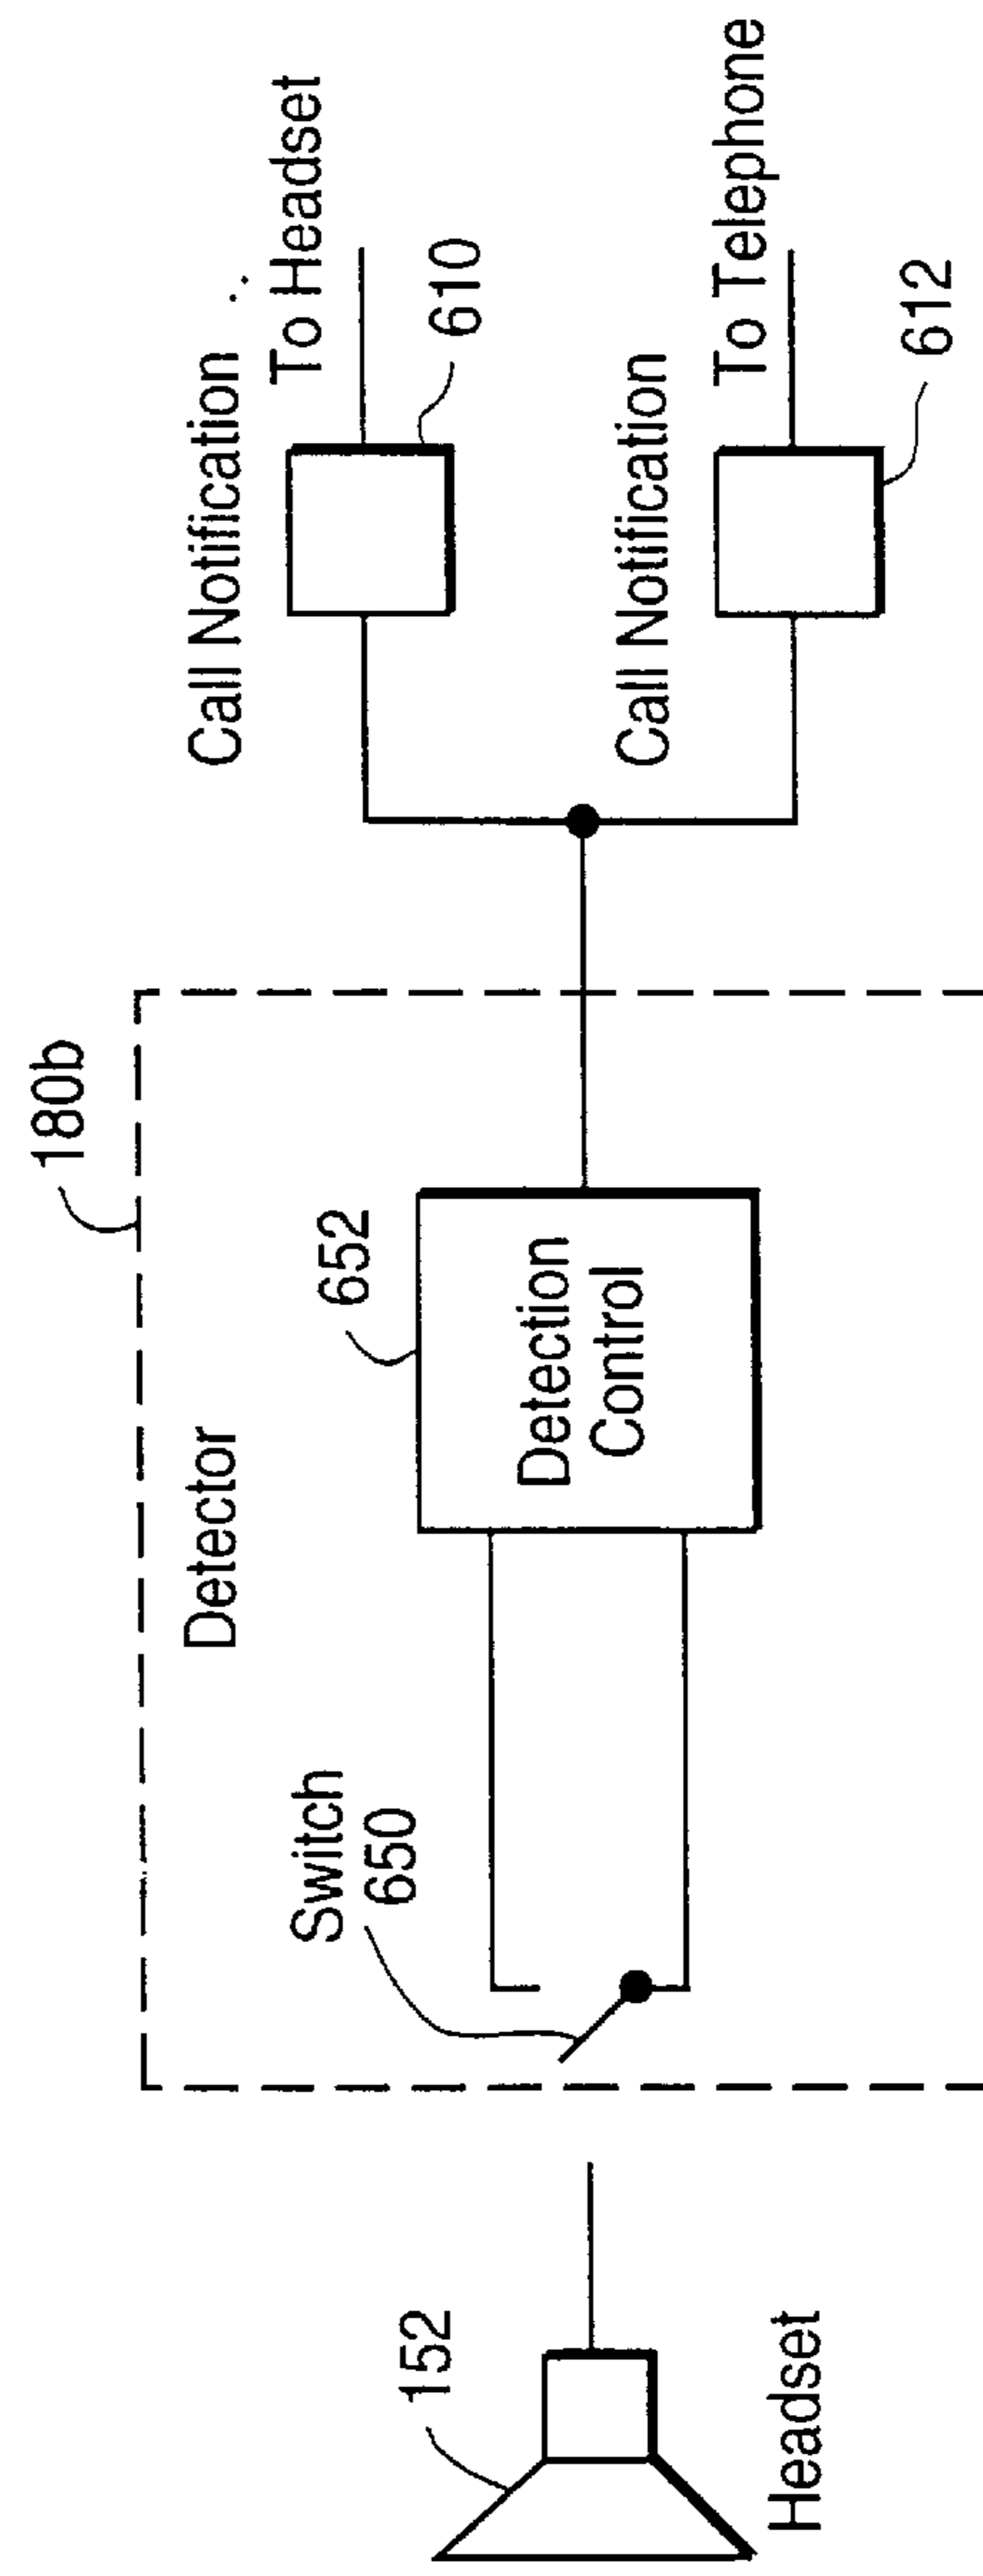 180b
Detector
Switch
650
652
Detection
Control
152
Headset
Call Notification
To Headset
610
Call Notification
To Telephone
612